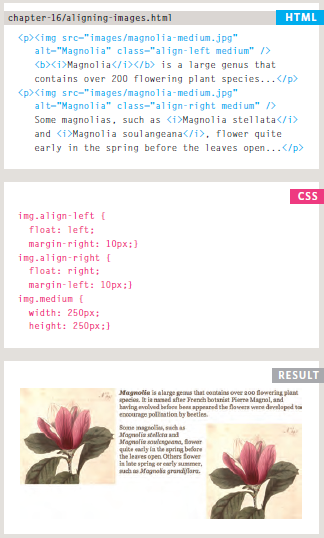 chapter-16/aligning-images.html HTML
<p><img src="images/magnolia-medium.jpg"
alt="Magnolia" class="align-left medium" />
<b><i>Magnolia</i></b> is a large genus that
contains over 200 flowering plant species...</p>
<p><img src="images/magnolia-medium.jpg"
alt="Magnolia" class="align-right medium" />
Some magnolias, such as <i>Magnolia stellata</i>
and <i>Magnolia soulangeana</i>, flower quite
early in the spring before the leaves open...</p>
CSS
img.align-left {
float: left;
margin-right: 10px;}
img.align-right {
float: right;
margin-left: 10px;}
img.medium {
width: 250px;
height: 250px;}
RESULT
Magnolia is a large genus that contains over 200 flowering plant
species. It is named after French botanist Pierre Magnol, and
having evolved before bees appeared the flowers were developed to
encourage pollination by beetles.
Some magnolias, such as
Magnolia stellata and
Magnolia soulangeana, flower
quite early in the spring before
the leaves open. Others flower
in late spring or early summer,
such as Magnolia grandiflora.